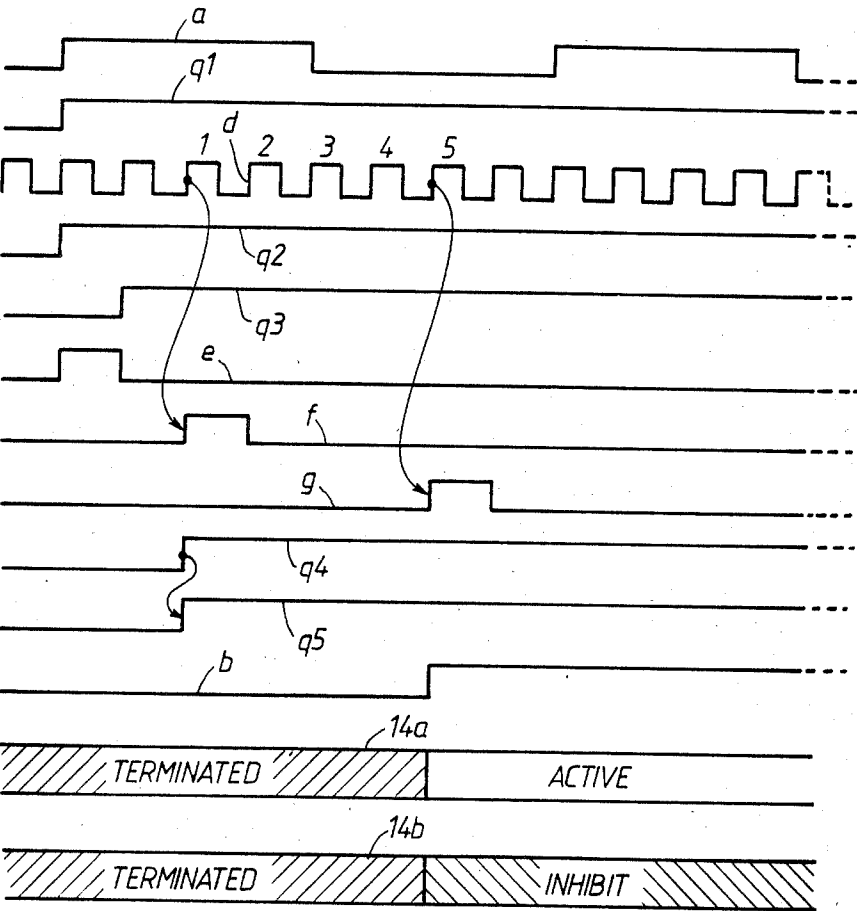 a
q1
d 1 2 3 4 5
q2
q3
e
f
g
q4
q5
b
14a
TERMINATED ACTIVE
14b
TERMINATED INHIBIT